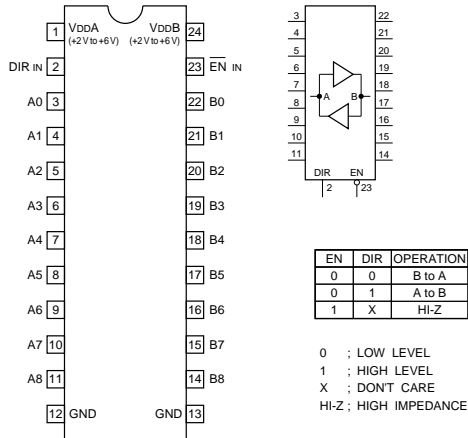 1 VDDA (+2 V to +6 V) VDDB (+2 V to +6 V) 24
DIR IN 2 23 EN IN
A0 3 22 B0
A1 4 21 B1
A2 5 20 B2
A3 6 19 B3
A4 7 18 B4
A5 8 17 B5
A6 9 16 B6
A7 10 15 B7
A8 11 14 B8
12 GND GND 13
3 22
4 21
5 20
6 19
7 18
8 A B 17
9 16
10 15
11 14
DIR EN
2 23
EN DIR OPERATION
0 0 B to A
0 1 A to B
1 X HI-Z
0 ; LOW LEVEL
1 ; HIGH LEVEL
X ; DON'T CARE
HI-Z ; HIGH IMPEDANCE